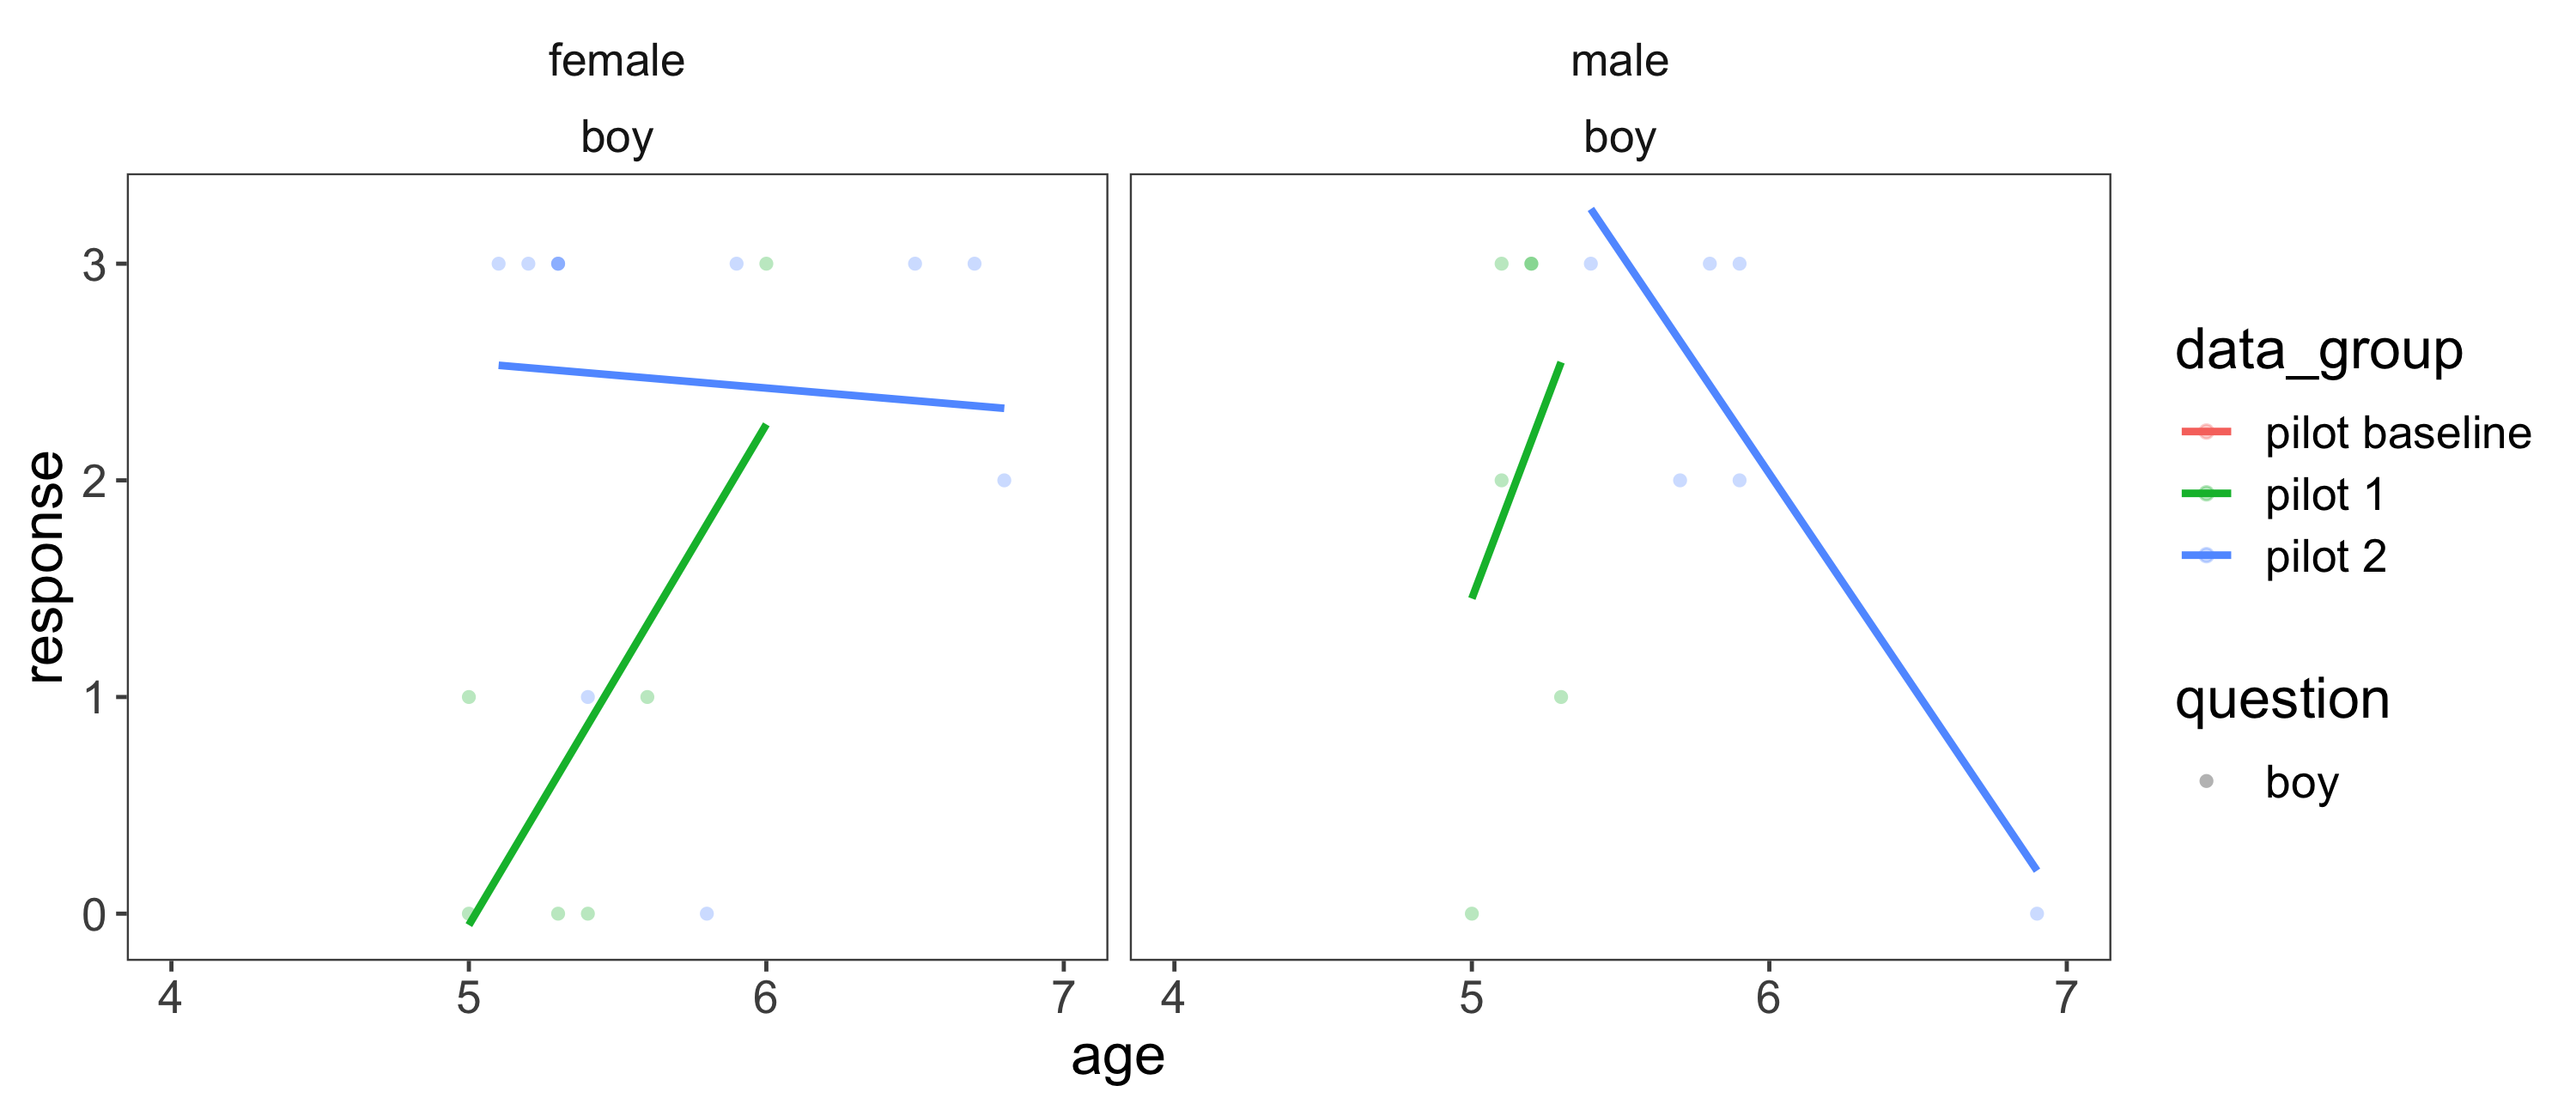 female
male
boy
boy
response
3
2
1
0
4
5
6
7
4
5
6
7
age
data_group
pilot baseline
pilot 1
pilot 2
question
boy